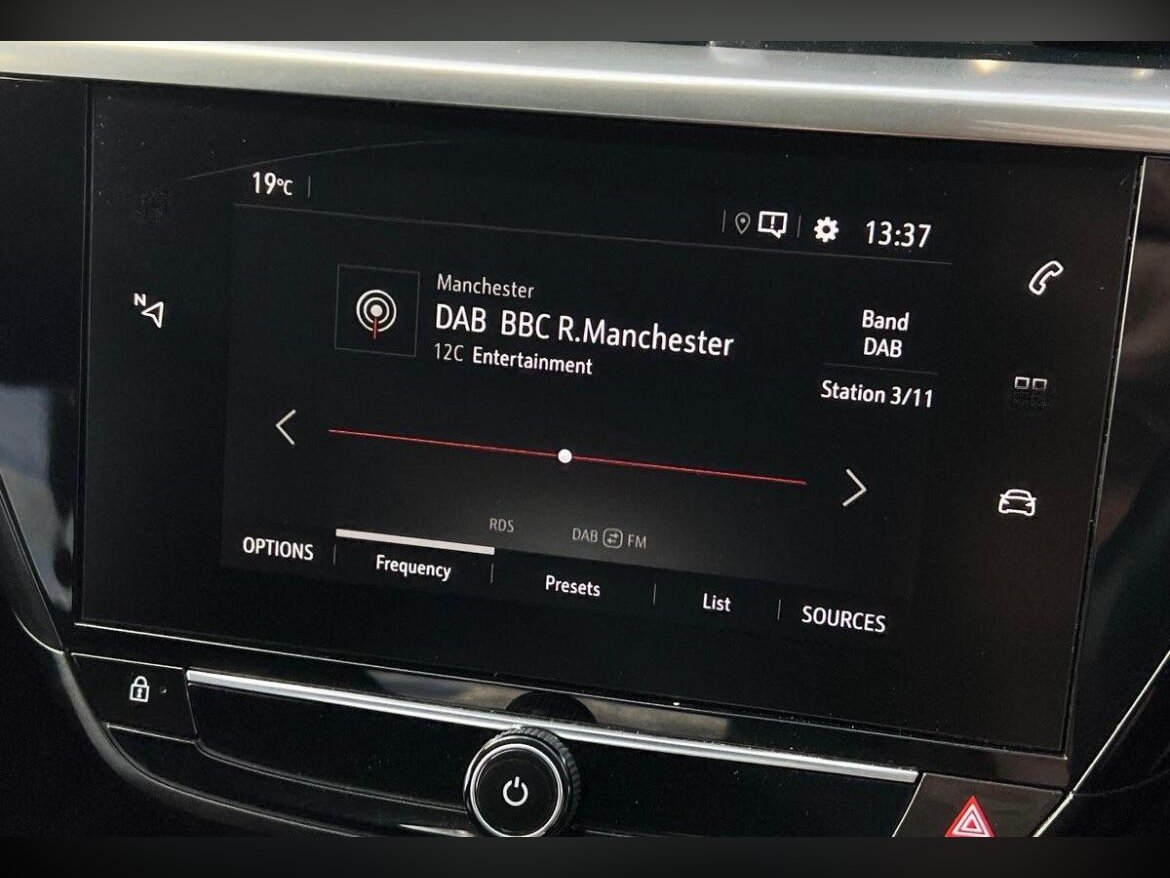 19°C
13:37
N
Manchester
DAB BBC R.Manchester
12C Entertainment
Band
DAB
Station 3/11
RDS
DAB FM
OPTIONS
Frequency
Presets
List
SOURCES